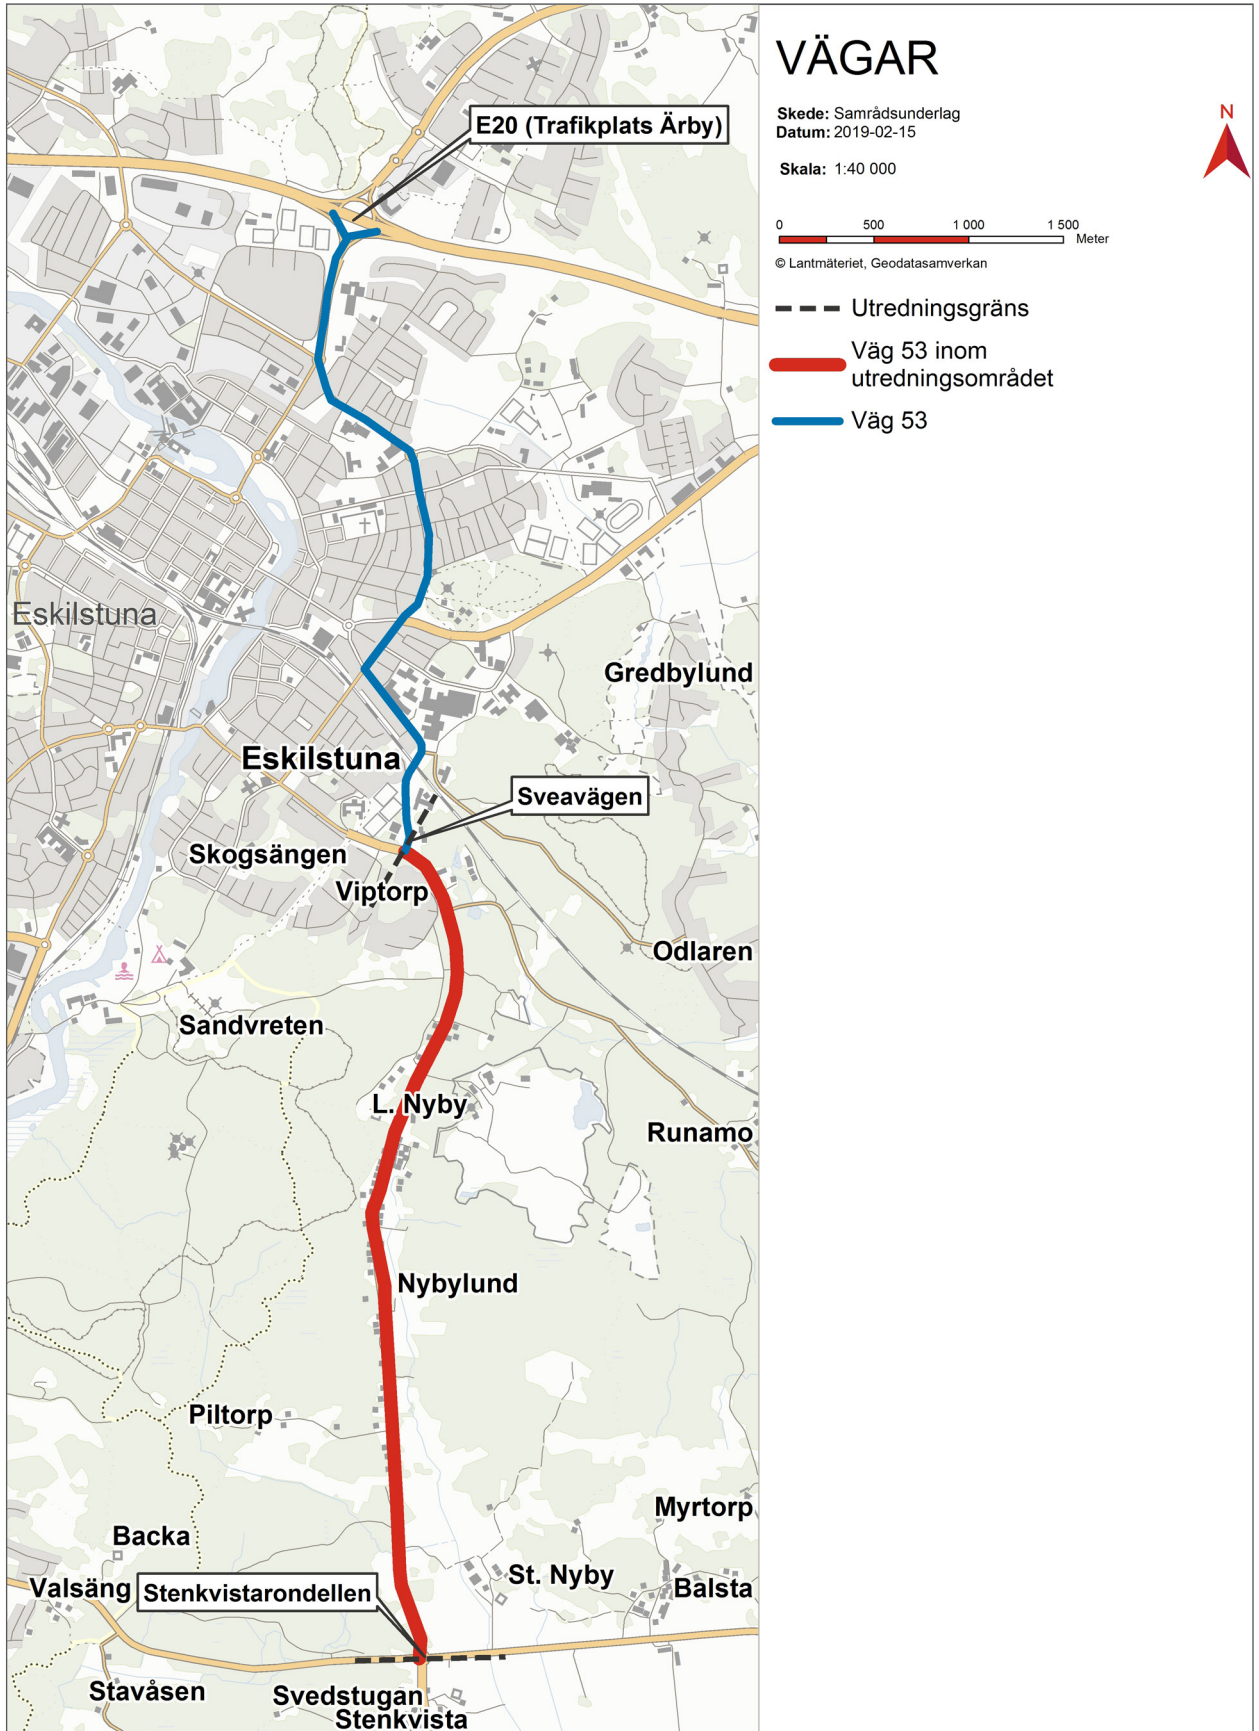 VÄGAR
Skede: Samrådsunderlag
Datum: 2019-02-15
Skala: 1:40 000
N
0 500 1 000 1 500
Meter
© Lantmäteriet, Geodatasamverkan
Utredningsgräns
Väg 53 inom
utredningsområdet
Väg 53
E20 (Trafikplats Ärby)
Eskilstuna
Gredbylund
Eskilstuna
Sveavägen
Skogsängen
Viptorp
Odlaren
Sandvreten
L. Nyby
Runamo
Nybylund
Piltorp
Myrtorp
Backa
St. Nyby
Valsäng
Stenkvistarondellen
Balsta
Stavåsen
Svedstugan
Stenkvista